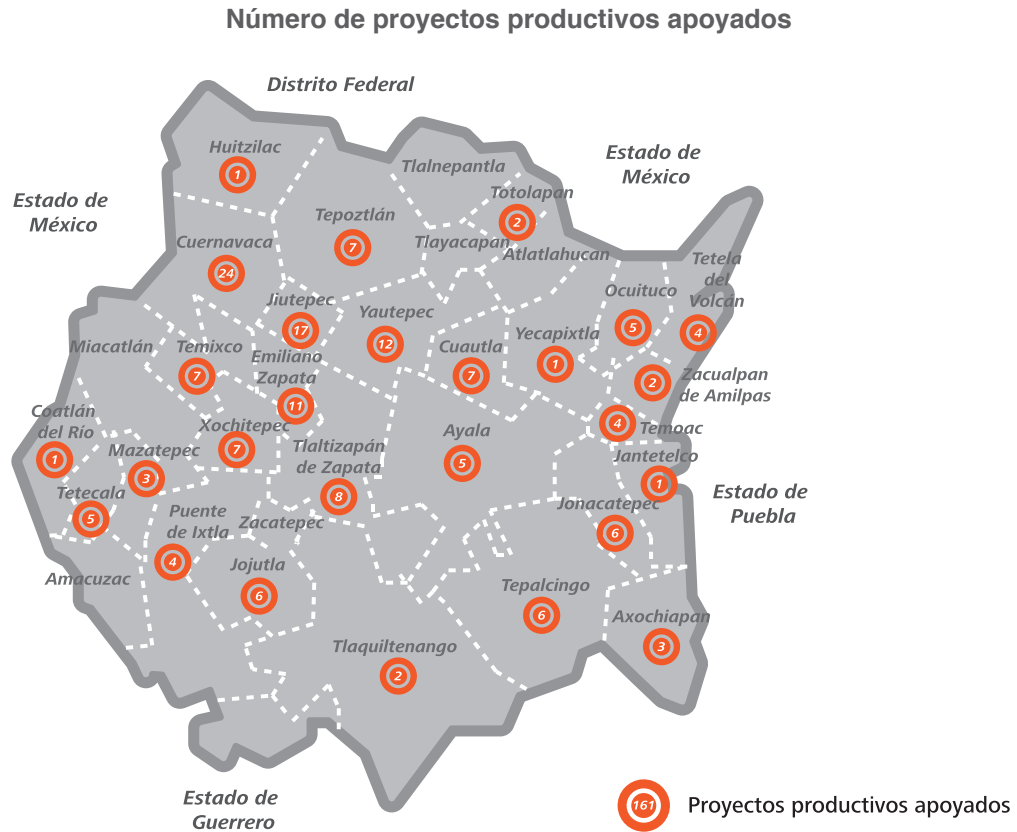 Número de proyectos productivos apoyados
Distrito Federal
Estado de
México
Estado de
México
Huitzilac
1
Tlalnepantla
Totolapan
2
Tepoztlán
7
Tlayacapan
Atlatlahucan
Cuernavaca
24
Tetela
del
Volcán
4
Ocuituco
5
Jiutepec
17
Yautepec
12
Yecapixtla
1
Cuautla
7
Miacatlán
Temixco
7
Emiliano
Zapata
11
Zacualpan
de Amilpas
2
Coatlán
del Río
1
Xochitepec
7
Temoac
4
Ayala
5
Mazatepec
3
Tlaltizapán
de Zapata
8
Jantetelco
1
Tetecala
5
Estado de
Puebla
Jonacatepec
6
Puente
de Ixtla
4
Zacatepec
Jojutla
6
Amacuzac
Tepalcingo
6
Axochiapan
3
Tlaquiltenango
2
Estado de
Guerrero
161
Proyectos productivos apoyados